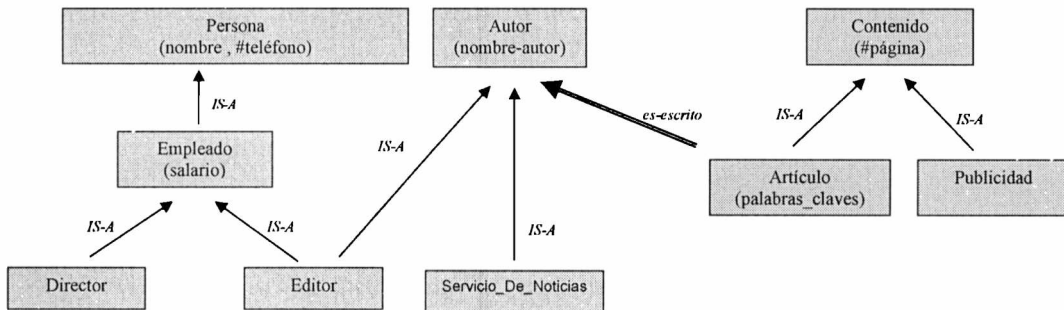 Persona
(nombre , #teléfono)
Autor
(nombre-autor)
Contenido
(#página)
IS-A
es-escrito
IS-A
IS-A
IS-A
Empleado
(salario)
Artículo
(palabras_claves)
Publicidad
IS-A
IS-A
IS-A
Director
Editor
Servicio_De_Noticias